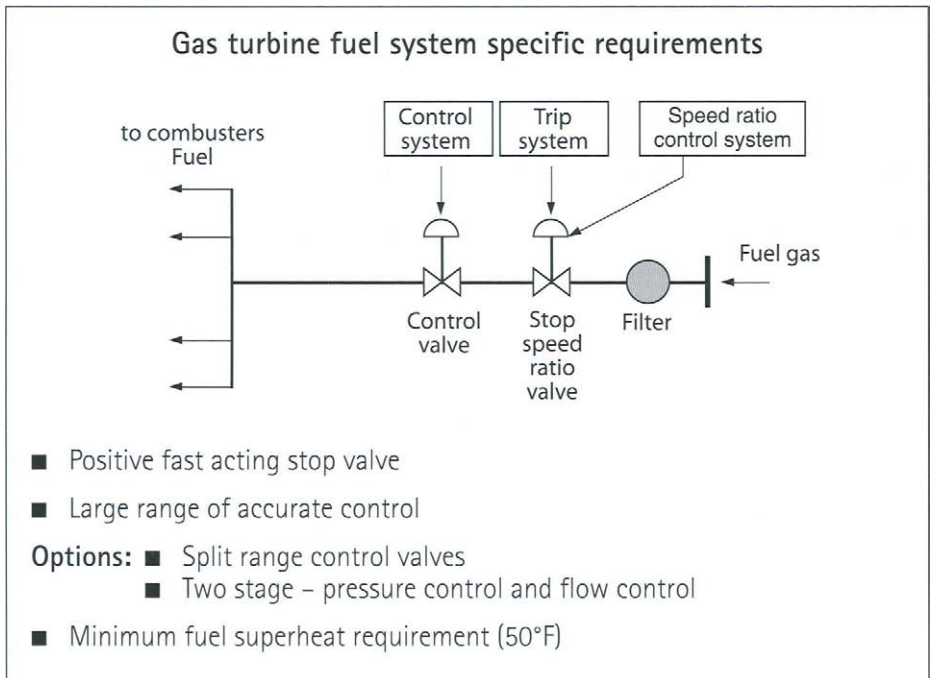 Gas turbine fuel system specific requirements
to combusters
Fuel
Control
system
Trip
system
Speed ratio
control system
Fuel gas
Control
valve
Stop
speed
ratio
valve
Filter
■ Positive fast acting stop valve
■ Large range of accurate control
Options: ■ Split range control valves
■ Two stage – pressure control and flow control
■ Minimum fuel superheat requirement (50°F)